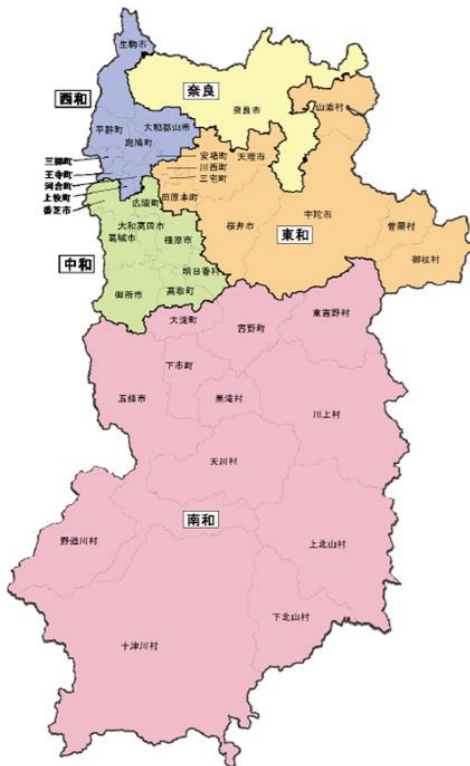 生駒市
西和
奈良
奈良市
山添村
平群町
大和郡山市
斑鳩町
三郷町
王寺町
河合町
上牧町
香芝市
安堵町
川西町
三宅町
天理市
田原本町
広陵町
宇陀市
桜井市
東和
曽爾村
御杖村
大和高田市
葛城市
橿原市
中和
明日香村
高取町
御所市
大淀町
吉野町
東吉野村
下市町
五條市
黒滝村
川上村
天川村
南和
野迫川村
上北山村
下北山村
十津川村